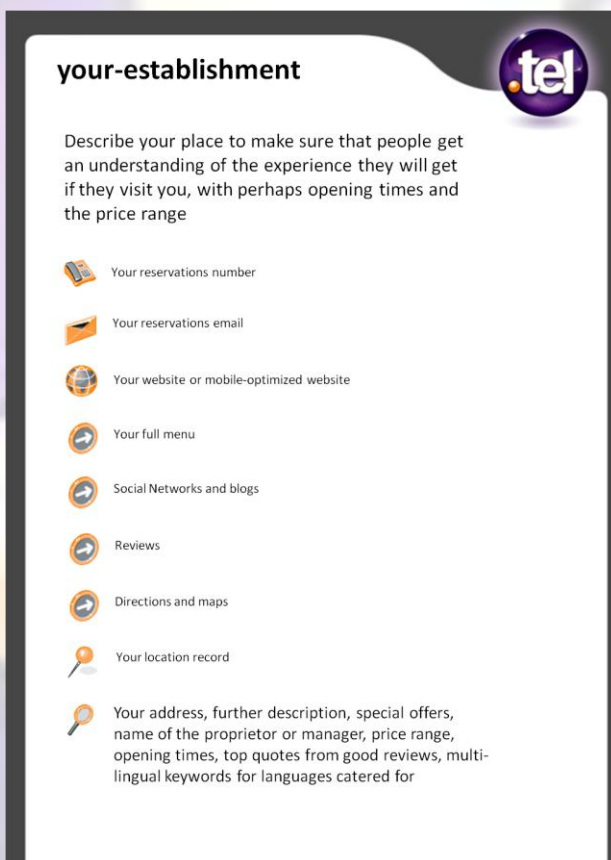 your-establishment
.tel
Describe your place to make sure that people get
an understanding of the experience they will get
if they visit you, with perhaps opening times and
the price range
Your reservations number
Your reservations email
Your website or mobile-optimized website
Your full menu
Social Networks and blogs
Reviews
Directions and maps
Your location record
Your address, further description, special offers,
name of the proprietor or manager, price range,
opening times, top quotes from good reviews, multi-
lingual keywords for languages catered for